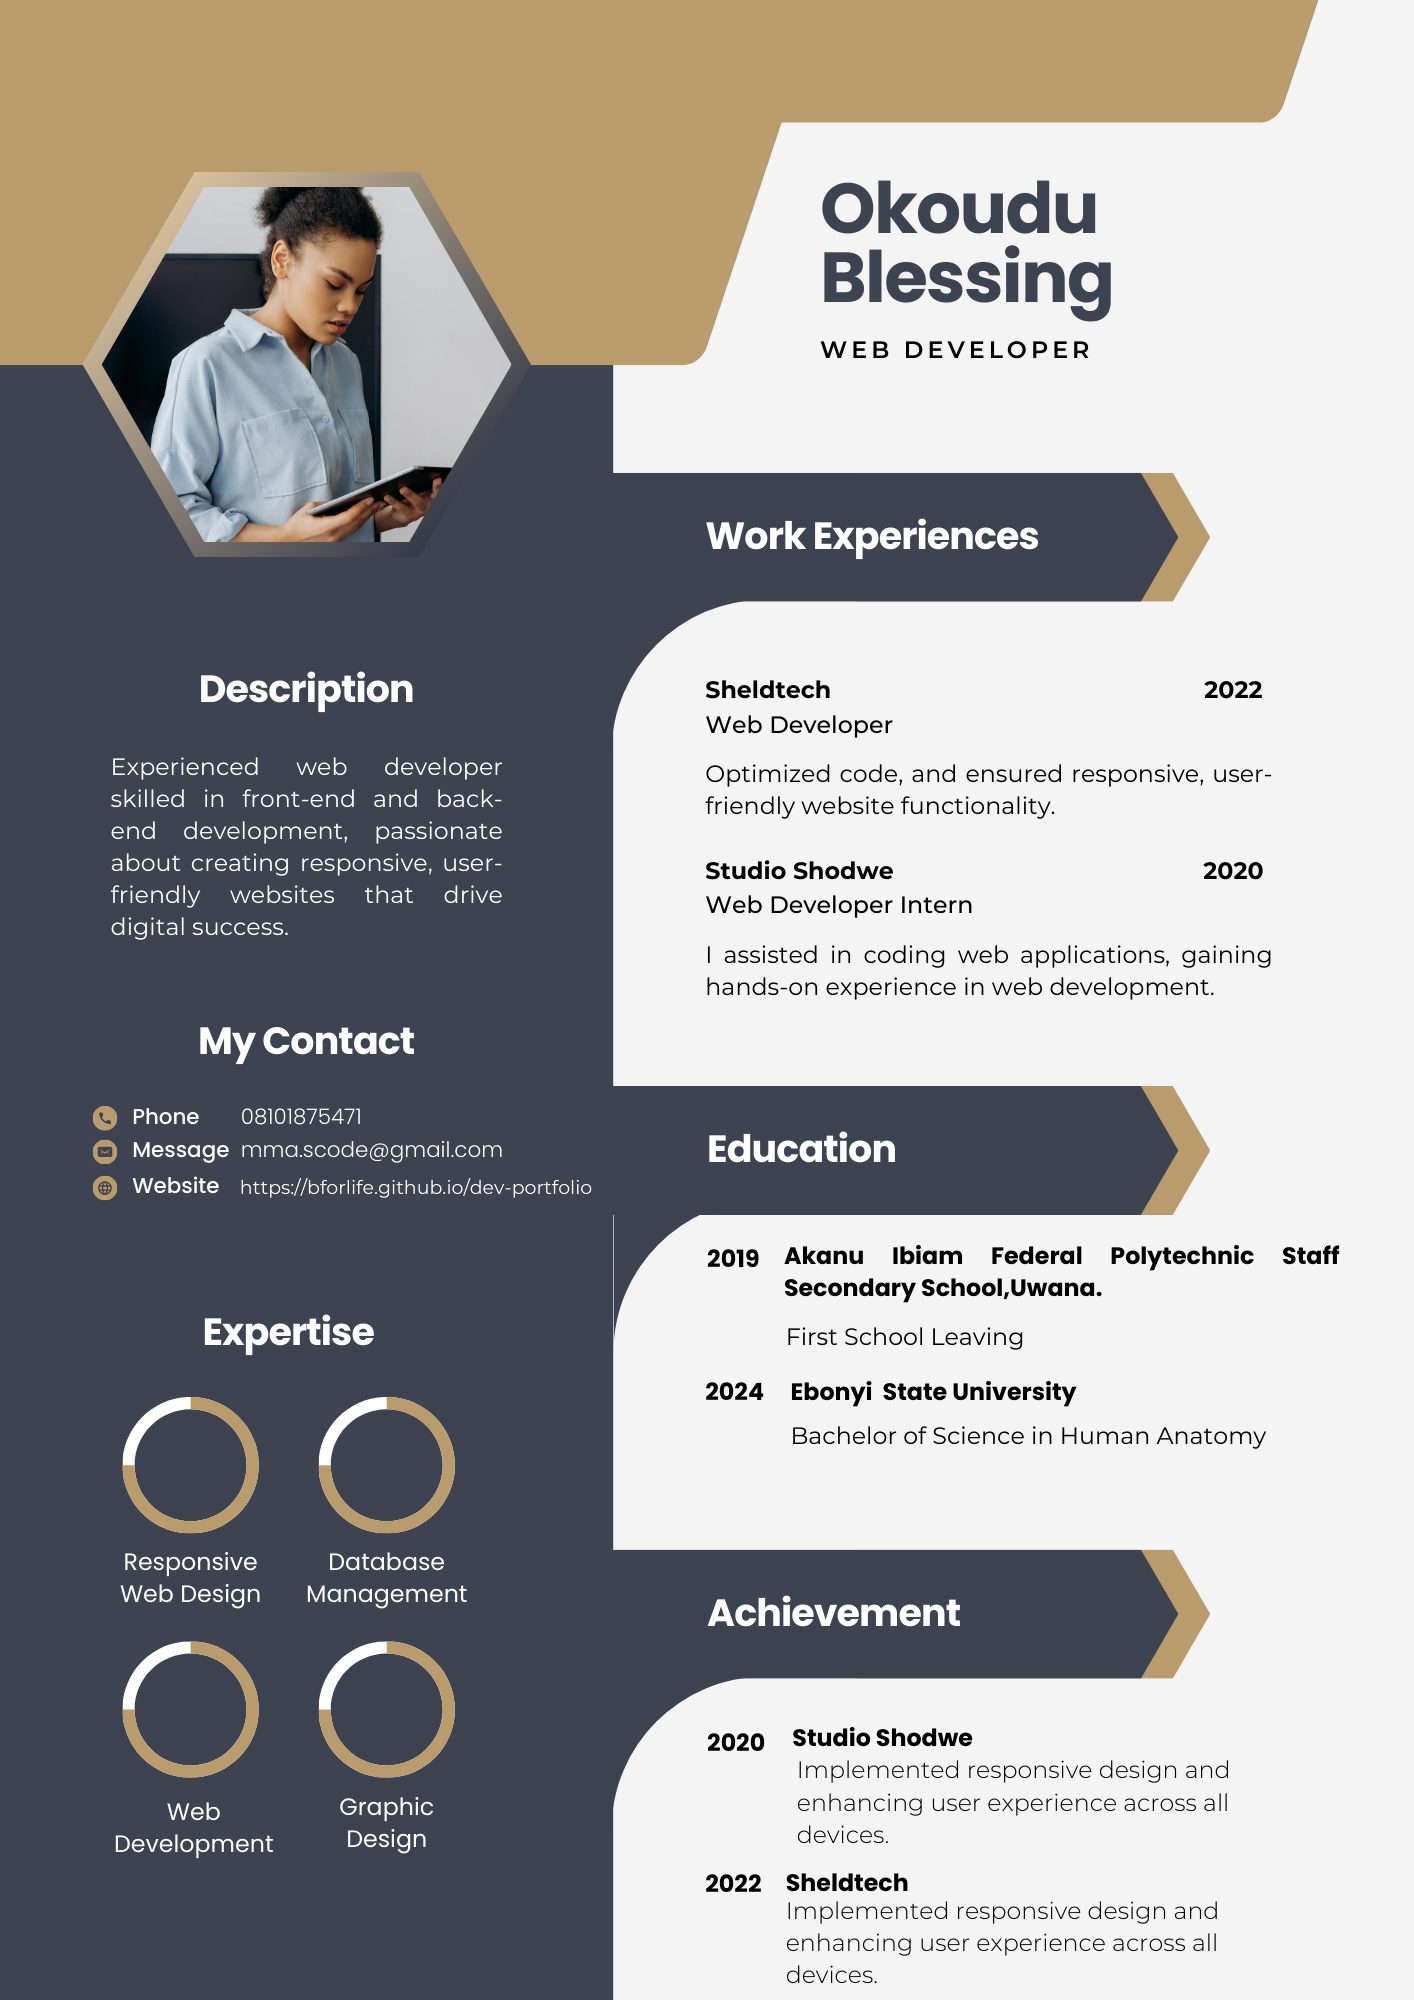 Okoudu
Blessing
WEB DEVELOPER
Description
Experienced web developer
skilled in front-end and back-
end development, passionate
about creating responsive, user-
friendly websites that drive
digital success.
My Contact
Phone 08101875471
Message mma.scode@gmail.com
Website https://bforlife.github.io/dev-portfolio
Expertise
Responsive
Web Design
Database
Management
Web
Development
Graphic
Design
Work Experiences
Sheldtech 2022
Web Developer
Optimized code, and ensured responsive, user-
friendly website functionality.
Studio Shodwe 2020
Web Developer Intern
I assisted in coding web applications, gaining
hands-on experience in web development.
Education
2019 Akanu Ibiam Federal Polytechnic Staff
Secondary School,Uwana.
First School Leaving
2024 Ebonyi State University
Bachelor of Science in Human Anatomy
Achievement
2020 Studio Shodwe
Implemented responsive design and
enhancing user experience across all
devices.
2022 Sheldtech
Implemented responsive design and
enhancing user experience across all
devices.